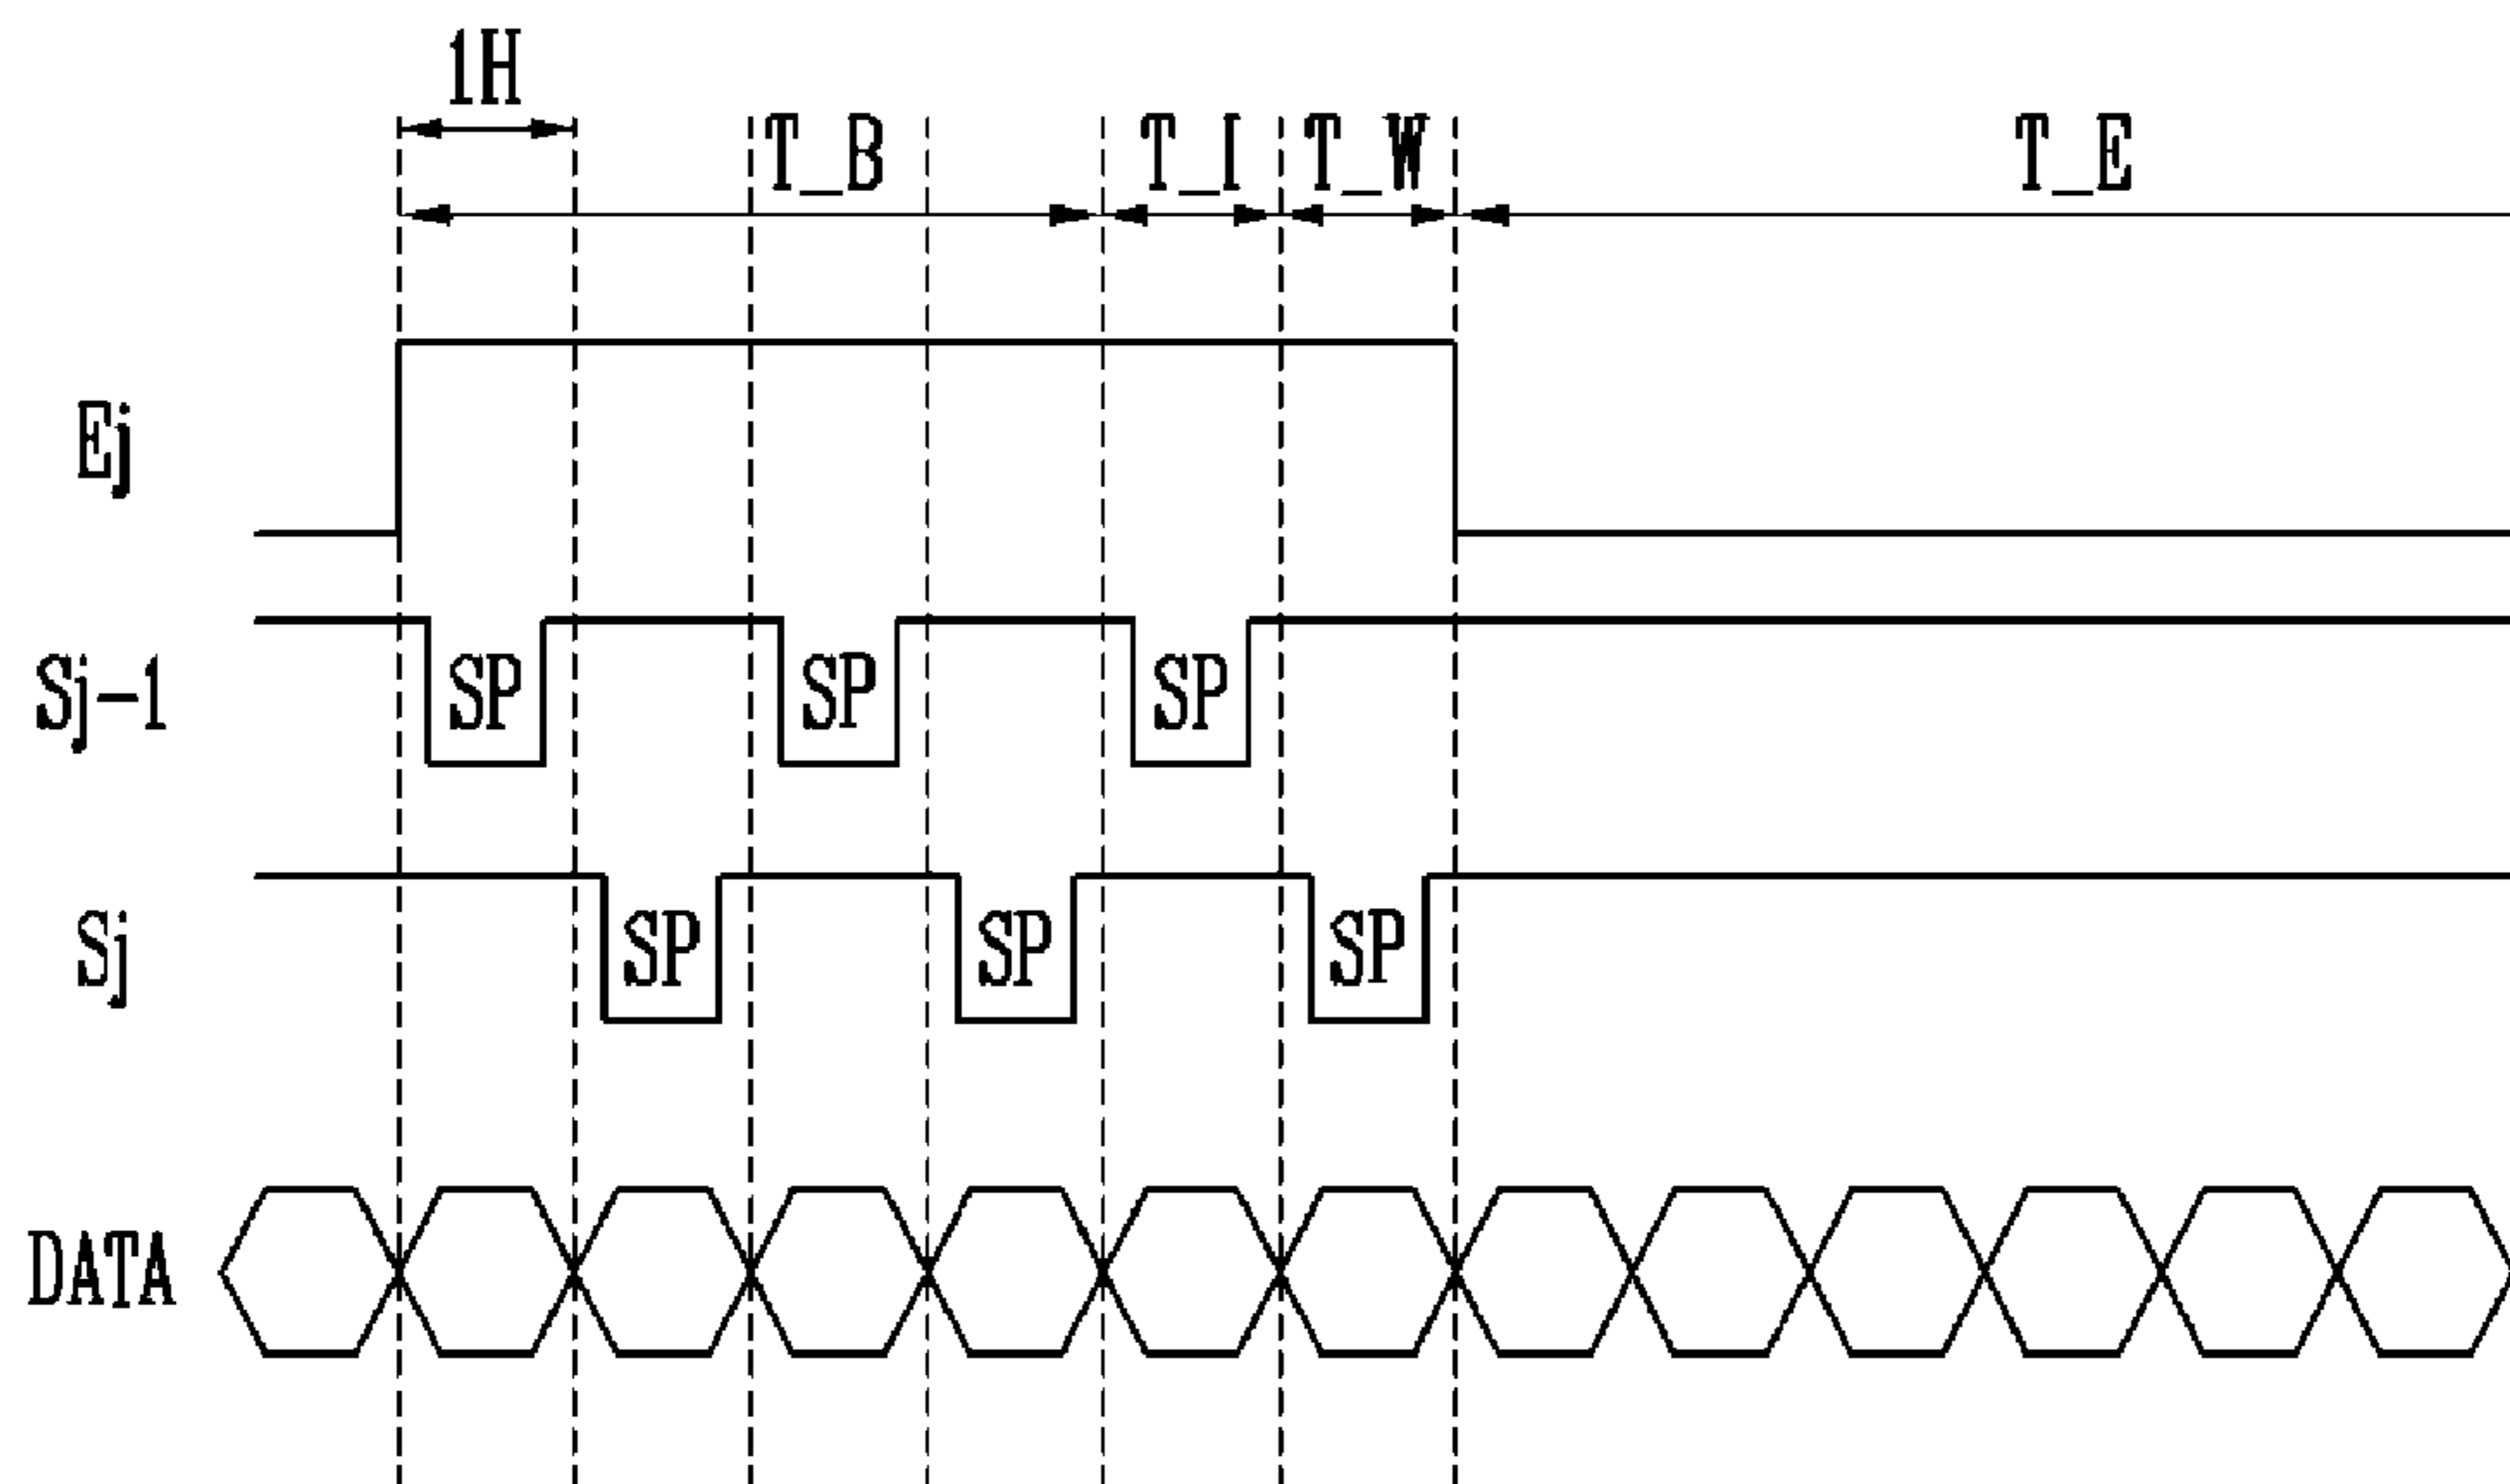 1H
T_B T_I T_W T_E
Ej
Sj-1 SP SP SP
Sj SP SP SP
DATA